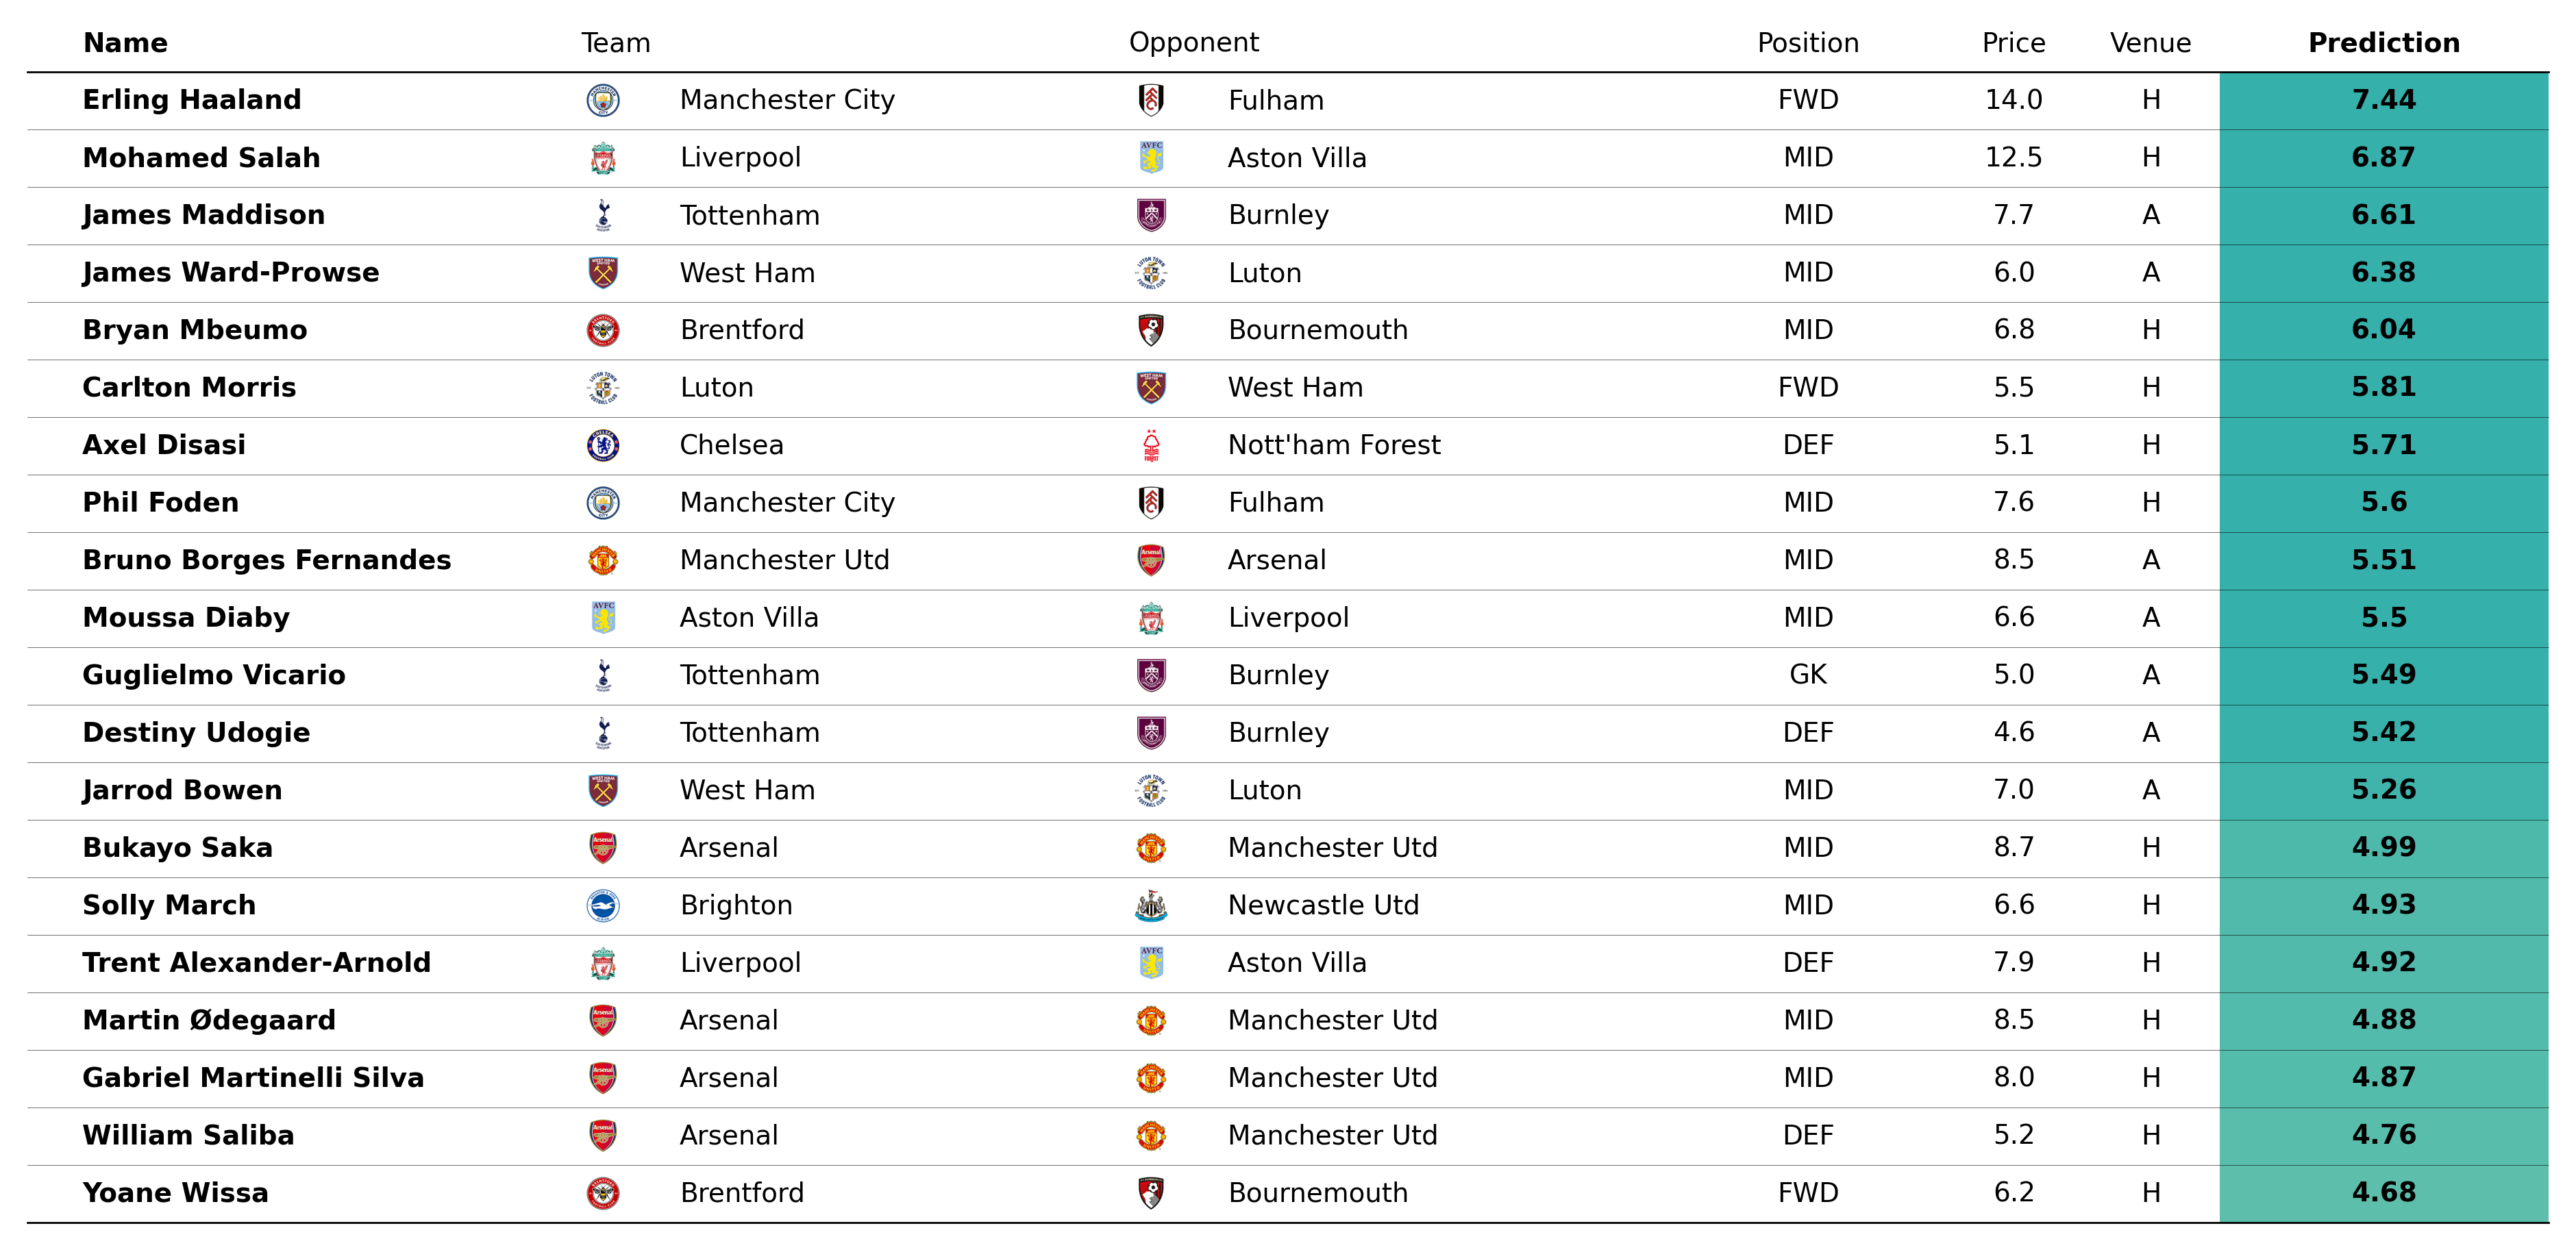 Name Team Opponent Position Price Venue Prediction
Erling Haaland Manchester City Fulham FWD 14.0 H 7.44
Mohamed Salah Liverpool Aston Villa MID 12.5 H 6.87
James Maddison Tottenham Burnley MID 7.7 A 6.61
James Ward-Prowse West Ham Luton MID 6.0 A 6.38
Bryan Mbeumo Brentford Bournemouth MID 6.8 H 6.04
Carlton Morris Luton West Ham FWD 5.5 H 5.81
Axel Disasi Chelsea Nott'ham Forest DEF 5.1 H 5.71
Phil Foden Manchester City Fulham MID 7.6 H 5.6
Bruno Borges Fernandes Manchester Utd Arsenal MID 8.5 A 5.51
Moussa Diaby Aston Villa Liverpool MID 6.6 A 5.5
Guglielmo Vicario Tottenham Burnley GK 5.0 A 5.49
Destiny Udogie Tottenham Burnley DEF 4.6 A 5.42
Jarrod Bowen West Ham Luton MID 7.0 A 5.26
Bukayo Saka Arsenal Manchester Utd MID 8.7 H 4.99
Solly March Brighton Newcastle Utd MID 6.6 H 4.93
Trent Alexander-Arnold Liverpool Aston Villa DEF 7.9 H 4.92
Martin Ødegaard Arsenal Manchester Utd MID 8.5 H 4.88
Gabriel Martinelli Silva Arsenal Manchester Utd MID 8.0 H 4.87
William Saliba Arsenal Manchester Utd DEF 5.2 H 4.76
Yoane Wissa Brentford Bournemouth FWD 6.2 H 4.68